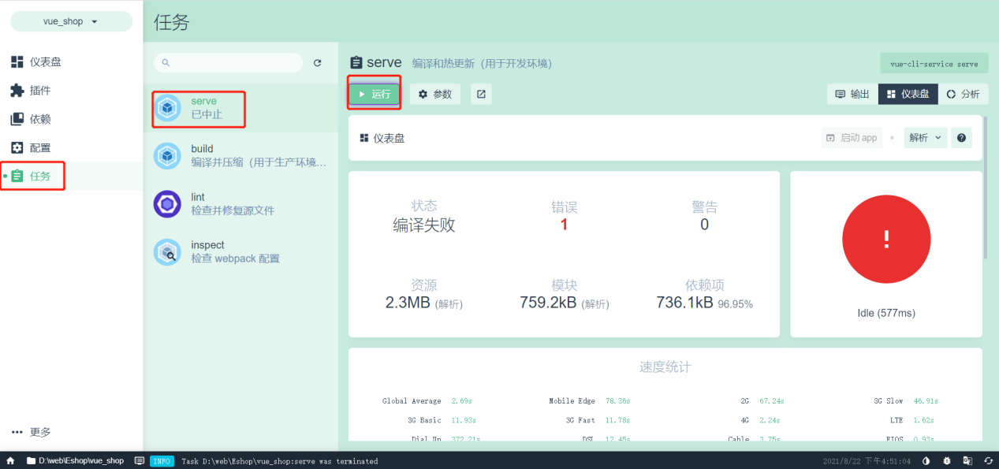 vue_shop
任务
仪表盘
插件
依赖
配置
任务
更多
serve
已中止
build
编译并压缩（用于生产环境…
lint
检查并修复源文件
inspect
检查 webpack 配置
serve 编译和热更新（用于开发环境） vue-cli-service serve
运行 参数 输出 仪表盘 分析
仪表盘 启动 app 解析
状态 错误 警告
编译失败 1 0
资源 模块 依赖项
2.3MB (解析) 759.2kB (解析) 736.1kB 96.95%
!
Idle (577ms)
速度统计
Global Average 2.69s Mobile Edge 78.36s 2G 67.24s 3G Slow 46.91s
3G Basic 11.93s 3G Fast 11.78s 4G 2.24s LTE 1.62s
Dial Up 372.21s DSL 12.45s Cable 3.75s FIOS 0.93s
D:\web\Eshop\vue_shop INFO Task D:\web\Eshop\vue_shop:serve was terminated 2021/8/22 下午4:51:04